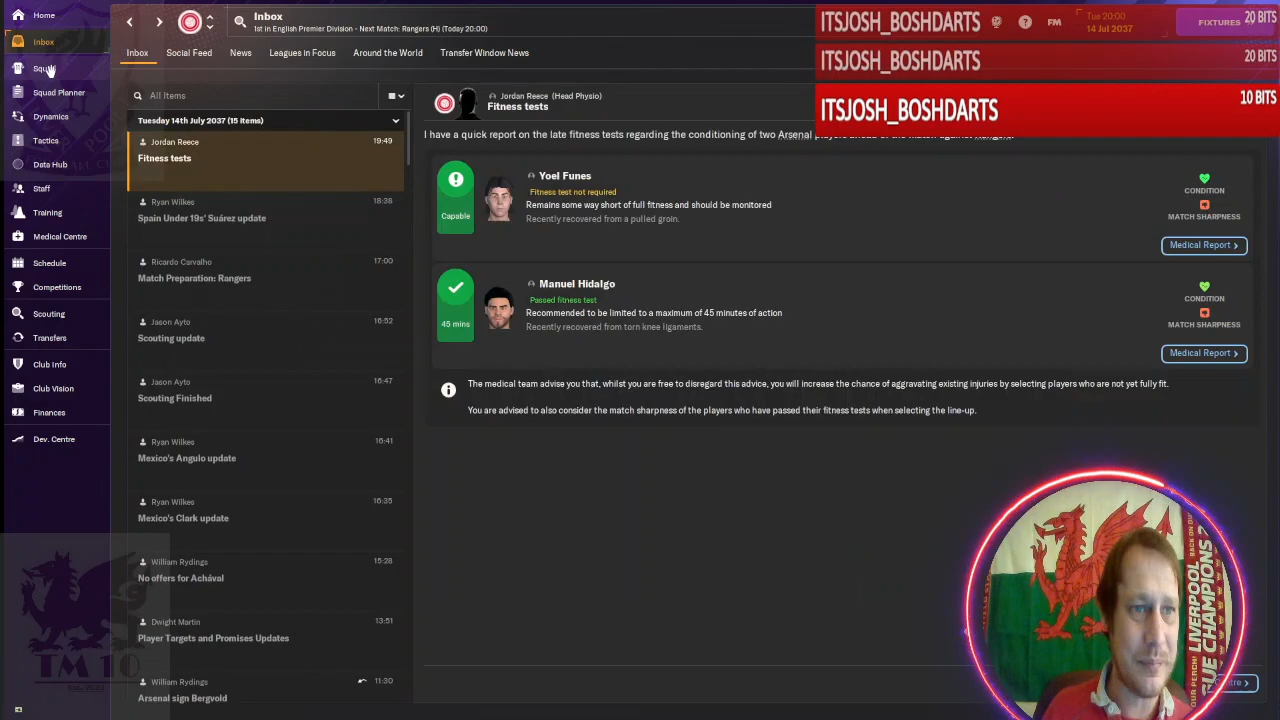 Home
Inbox
Squad
Squad Planner
Dynamics
Tactics
Data Hub
Staff
Training
Medical Centre
Schedule
Competitions
Scouting
Transfers
Club Info
Club Vision
Finances
Dev. Centre
TM 10
Inbox
1st in English Premier Division - Next Match: Rangers (H) (Today 20:00)
FM
Tue 20:00
14 Jul 2037
FIXTURES
ITSJOSH_BOSHDARTS 20 BITS
ITSJOSH_BOSHDARTS 20 BITS
ITSJOSH_BOSHDARTS 10 BITS
Inbox Social Feed News Leagues in Focus Around the World Transfer Window News
All Items
Tuesday 14th July 2037 (15 Items)
Jordan Reece 19:49
Fitness tests
Ryan Wilkes 18:38
Spain Under 19s' Suárez update
Ricardo Carvalho 17:00
Match Preparation: Rangers
Jason Ayto 16:52
Scouting update
Jason Ayto 16:47
Scouting Finished
Ryan Wilkes 16:41
Mexico's Angulo update
Ryan Wilkes 16:35
Mexico's Clark update
William Rydings 15:28
No offers for Achával
Dwight Martin 13:51
Player Targets and Promises Updates
William Rydings 11:30
Arsenal sign Bergvold
Jordan Reece (Head Physio)
Fitness tests
I have a quick report on the late fitness tests regarding the conditioning of two Arsenal
Capable
Yoel Funes
Fitness test not required
Remains some way short of full fitness and should be monitored
Recently recovered from a pulled groin.
CONDITION
MATCH SHARPNESS
Medical Report
45 mins
Manuel Hidalgo
Passed fitness test
Recommended to be limited to a maximum of 45 minutes of action
Recently recovered from torn knee ligaments.
CONDITION
MATCH SHARPNESS
Medical Report
The medical team advise you that, whilst you are free to disregard this advice, you will increase the chance of aggravating existing injuries by selecting players who are not yet fully fit.
You are advised to also consider the match sharpness of the players who have passed their fitness tests when selecting the line-up.
LIVERPOOL
CHAMPIONS